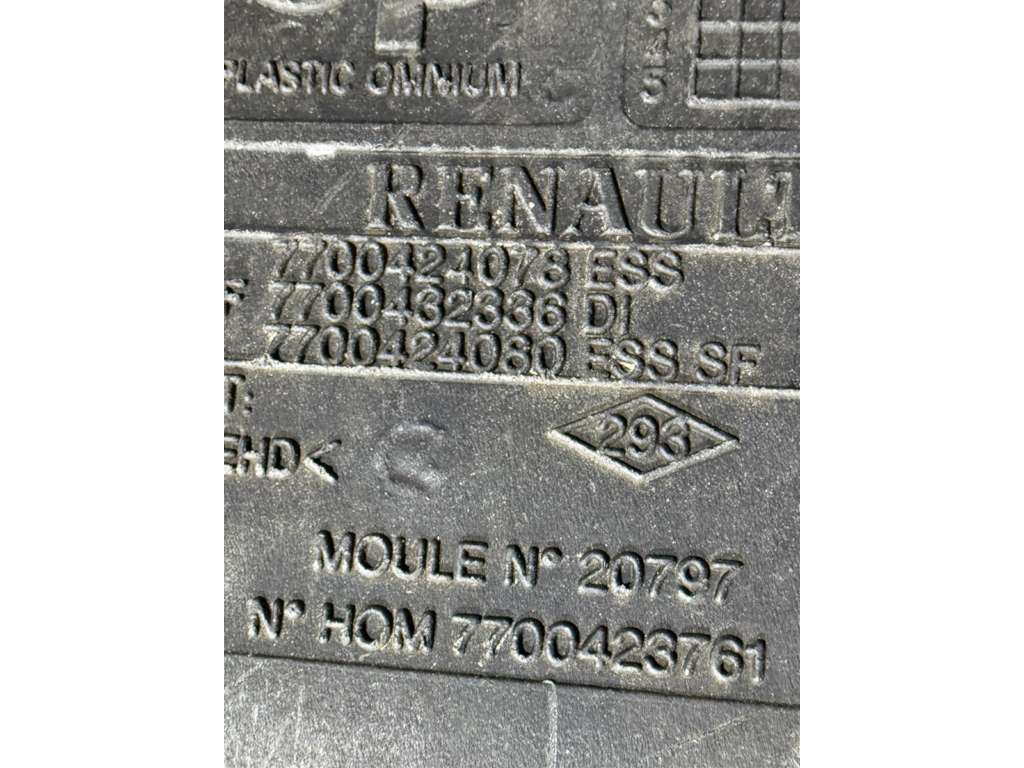 3
4
5
PLASTIC OMNIUM
RENAULT
7700424078 ESS
7700432336 DI
7700424080 ESS SF
293
EHD<
MOULE N° 20797
N° HOM 7700423761